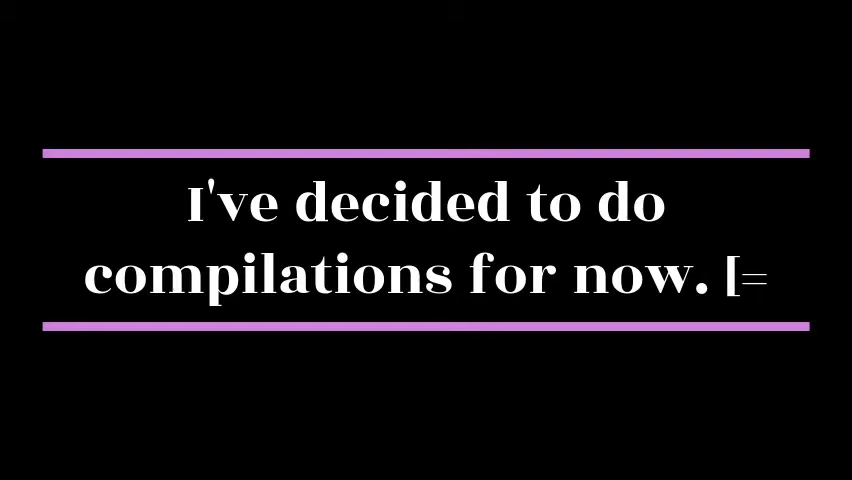 I've decided to do
compilations for now. [=